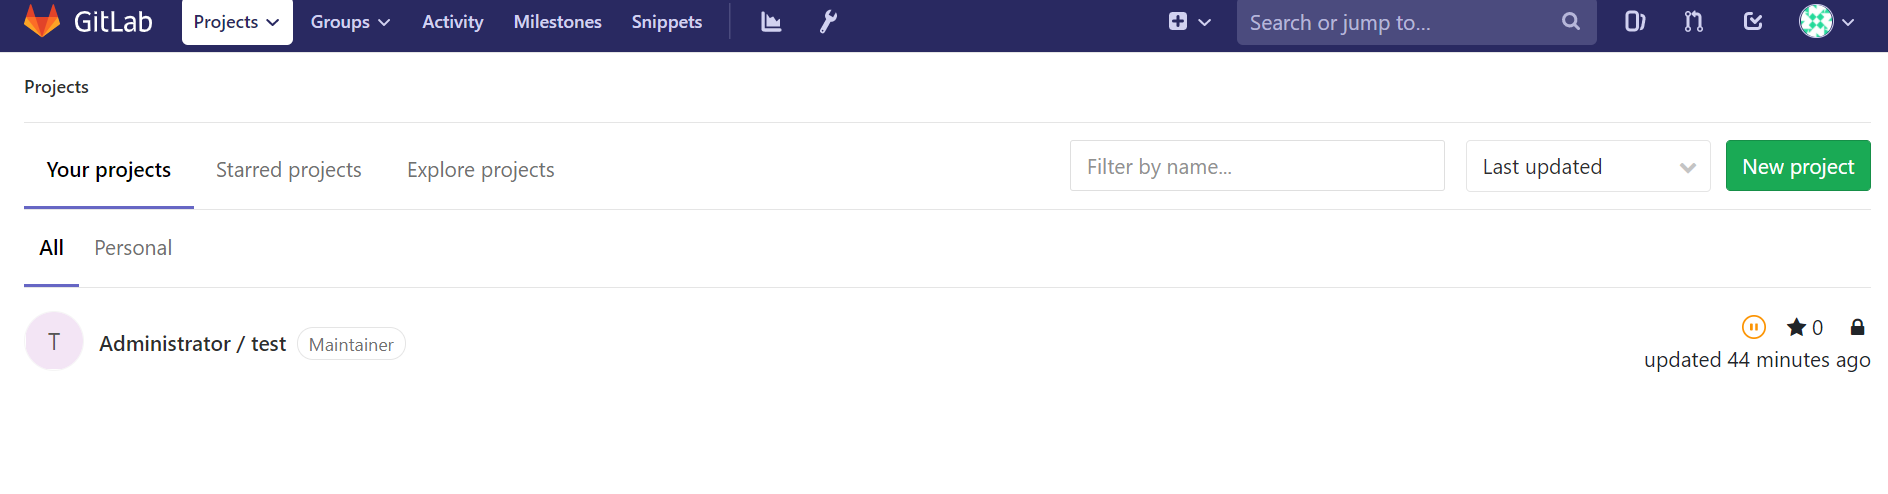 GitLab Projects Groups Activity Milestones Snippets Search or jump to...
Projects
Your projects Starred projects Explore projects Filter by name... Last updated New project
All Personal
T Administrator / test Maintainer 0
updated 44 minutes ago